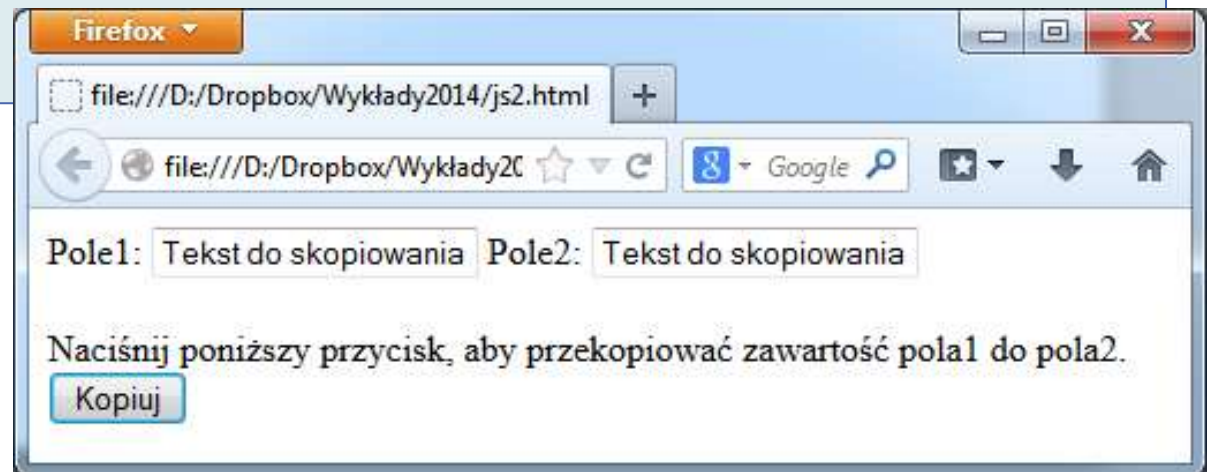 Firefox
file:///D:/Dropbox/Wykłady2014/js2.html
file:///D:/Dropbox/Wykłady20 Google
Pole1: Tekst do skopiowania Pole2: Tekst do skopiowania
Naciśnij poniższy przycisk, aby przekopiować zawartość pola1 do pola2.
Kopiuj